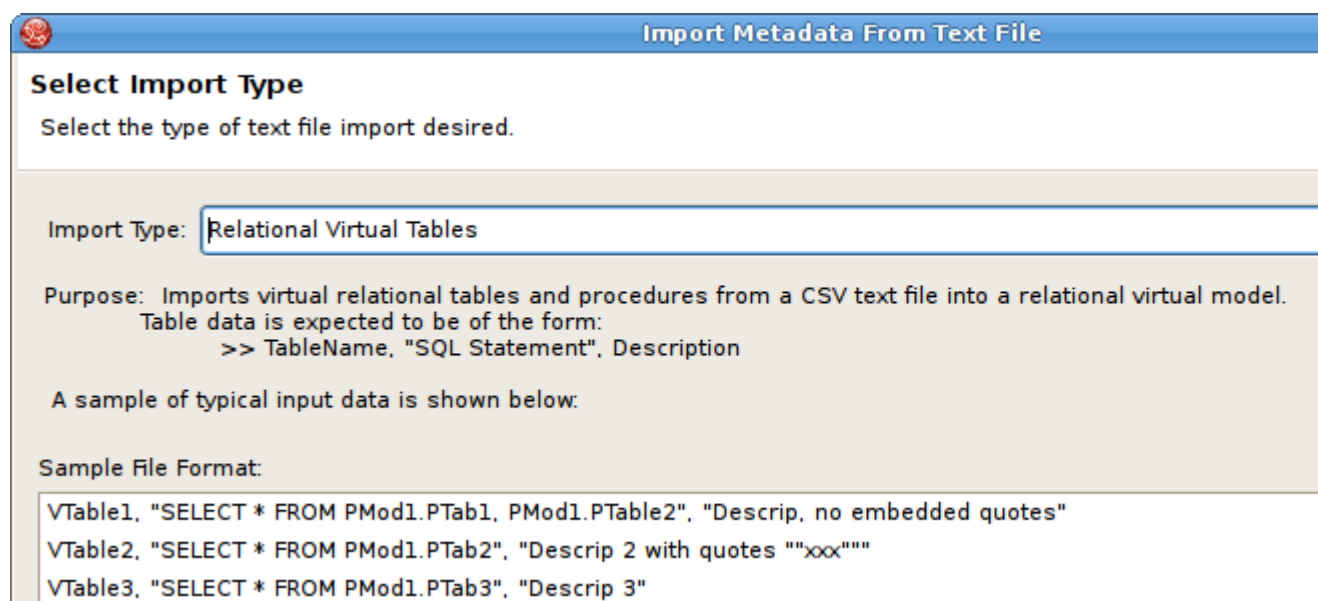 Import Metadata From Text File
Select Import Type
Select the type of text file import desired.
Import Type: Relational Virtual Tables
Purpose: Imports virtual relational tables and procedures from a CSV text file into a relational virtual model.
Table data is expected to be of the form:
>> TableName, "SQL Statement", Description
A sample of typical input data is shown below:
Sample File Format:
VTable1, "SELECT * FROM PMod1.PTab1, PMod1.PTable2", "Descrip, no embedded quotes"
VTable2, "SELECT * FROM PMod1.PTab2", "Descrip 2 with quotes ""xxx"""
VTable3, "SELECT * FROM PMod1.PTab3", "Descrip 3"